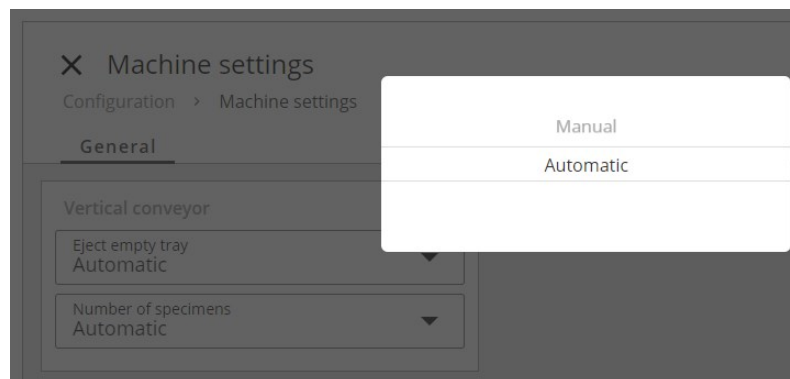 Machine settings
Configuration > Machine settings
General
Manual
Automatic
Vertical conveyor
Eject empty tray
Automatic
Number of specimens
Automatic